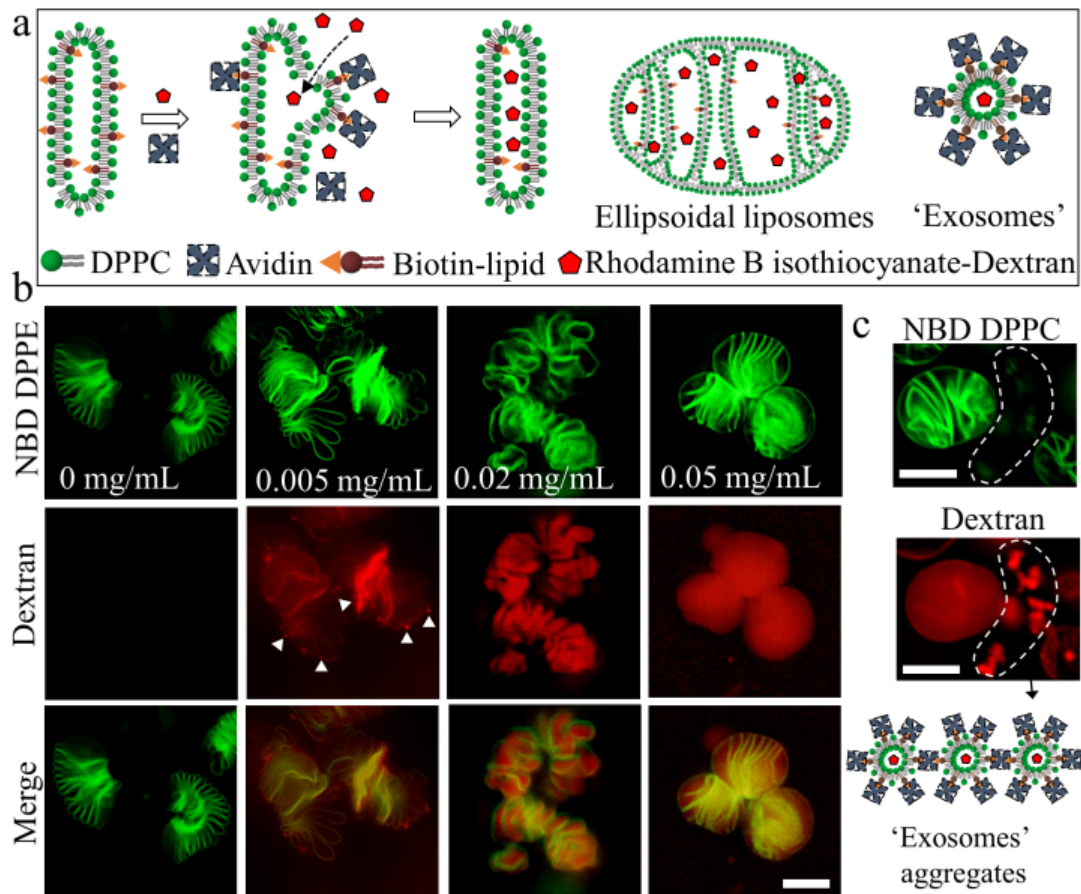 a
Ellipsoidal liposomes
‘Exosomes’
DPPC
Avidin
Biotin-lipid
Rhodamine B isothiocyanate-Dextran
b
NBD DPPE
0 mg/mL
0.005 mg/mL
0.02 mg/mL
0.05 mg/mL
Dextran
Merge
c
NBD DPPC
Dextran
‘Exosomes’
aggregates